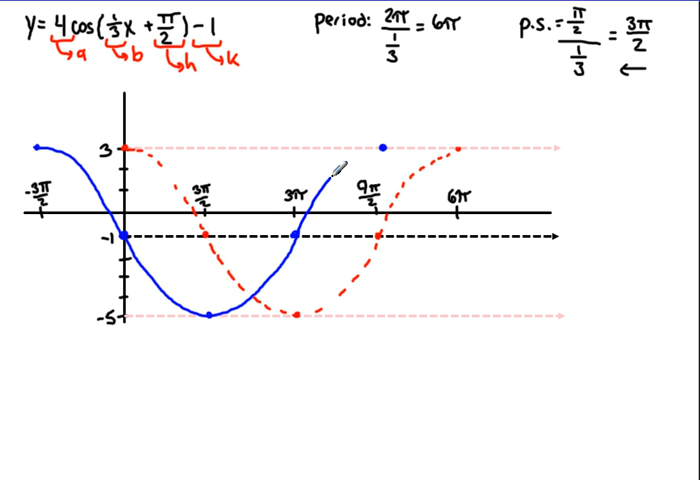 y = 4cos(1/3 x + π/2) - 1
a b h k
period: 2π / 1/3 = 6π
p.s. = π/2 / 1/3 = 3π/2
←
3
-3π/2 3π/2 3π 9π/2 6π
-1
-5